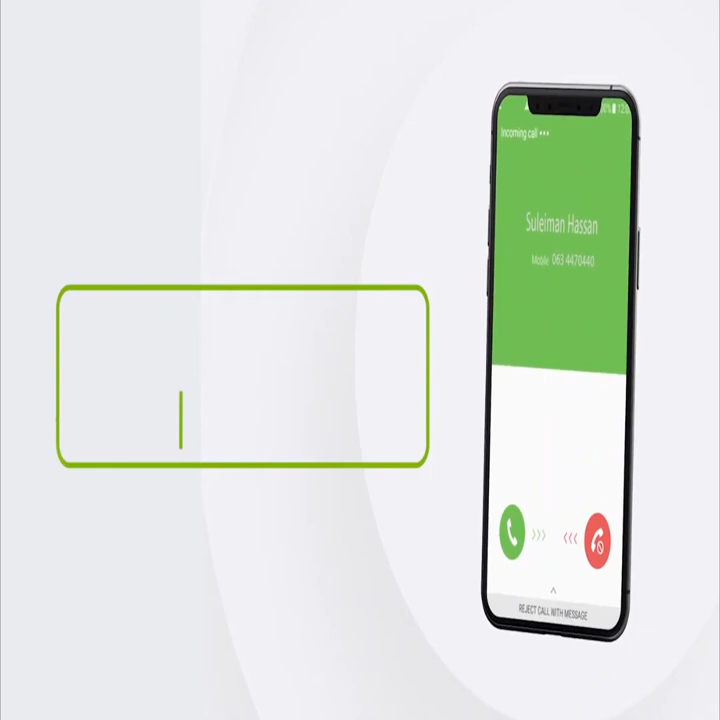 Incoming call •••
Suleiman Hassan
Mobile 063 4470440
REJECT CALL WITH MESSAGE